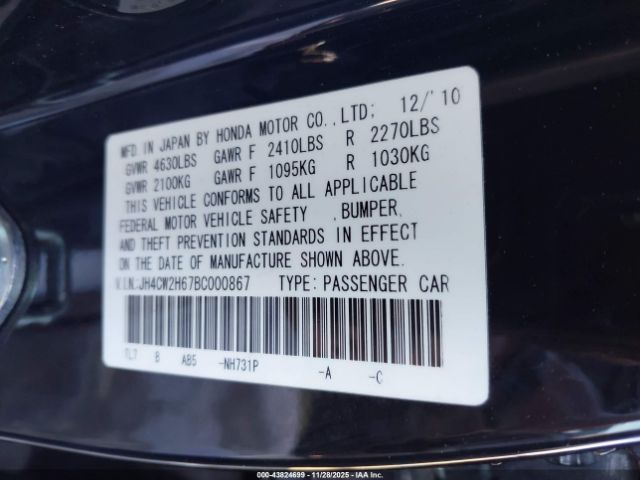 MFD IN JAPAN BY HONDA MOTOR CO.,LTD; 12/'10
GVWR 4630LBS GAWR F 2410LBS R 2270LBS
GVWR 2100KG GAWR F 1095KG R 1030KG
THIS VEHICLE CONFORMS TO ALL APPLICABLE
FEDERAL MOTOR VEHICLE SAFETY ,BUMPER,
AND THEFT PREVENTION STANDARDS IN EFFECT
ON THE DATE OF MANUFACTURE SHOWN ABOVE.
V.I.N.:JH4CW2H67BC000867 TYPE:PASSENGER CAR
TL7 B AB5 -NH731P -A -C
000-43824699 | 11/28/2025 | IAA Inc.